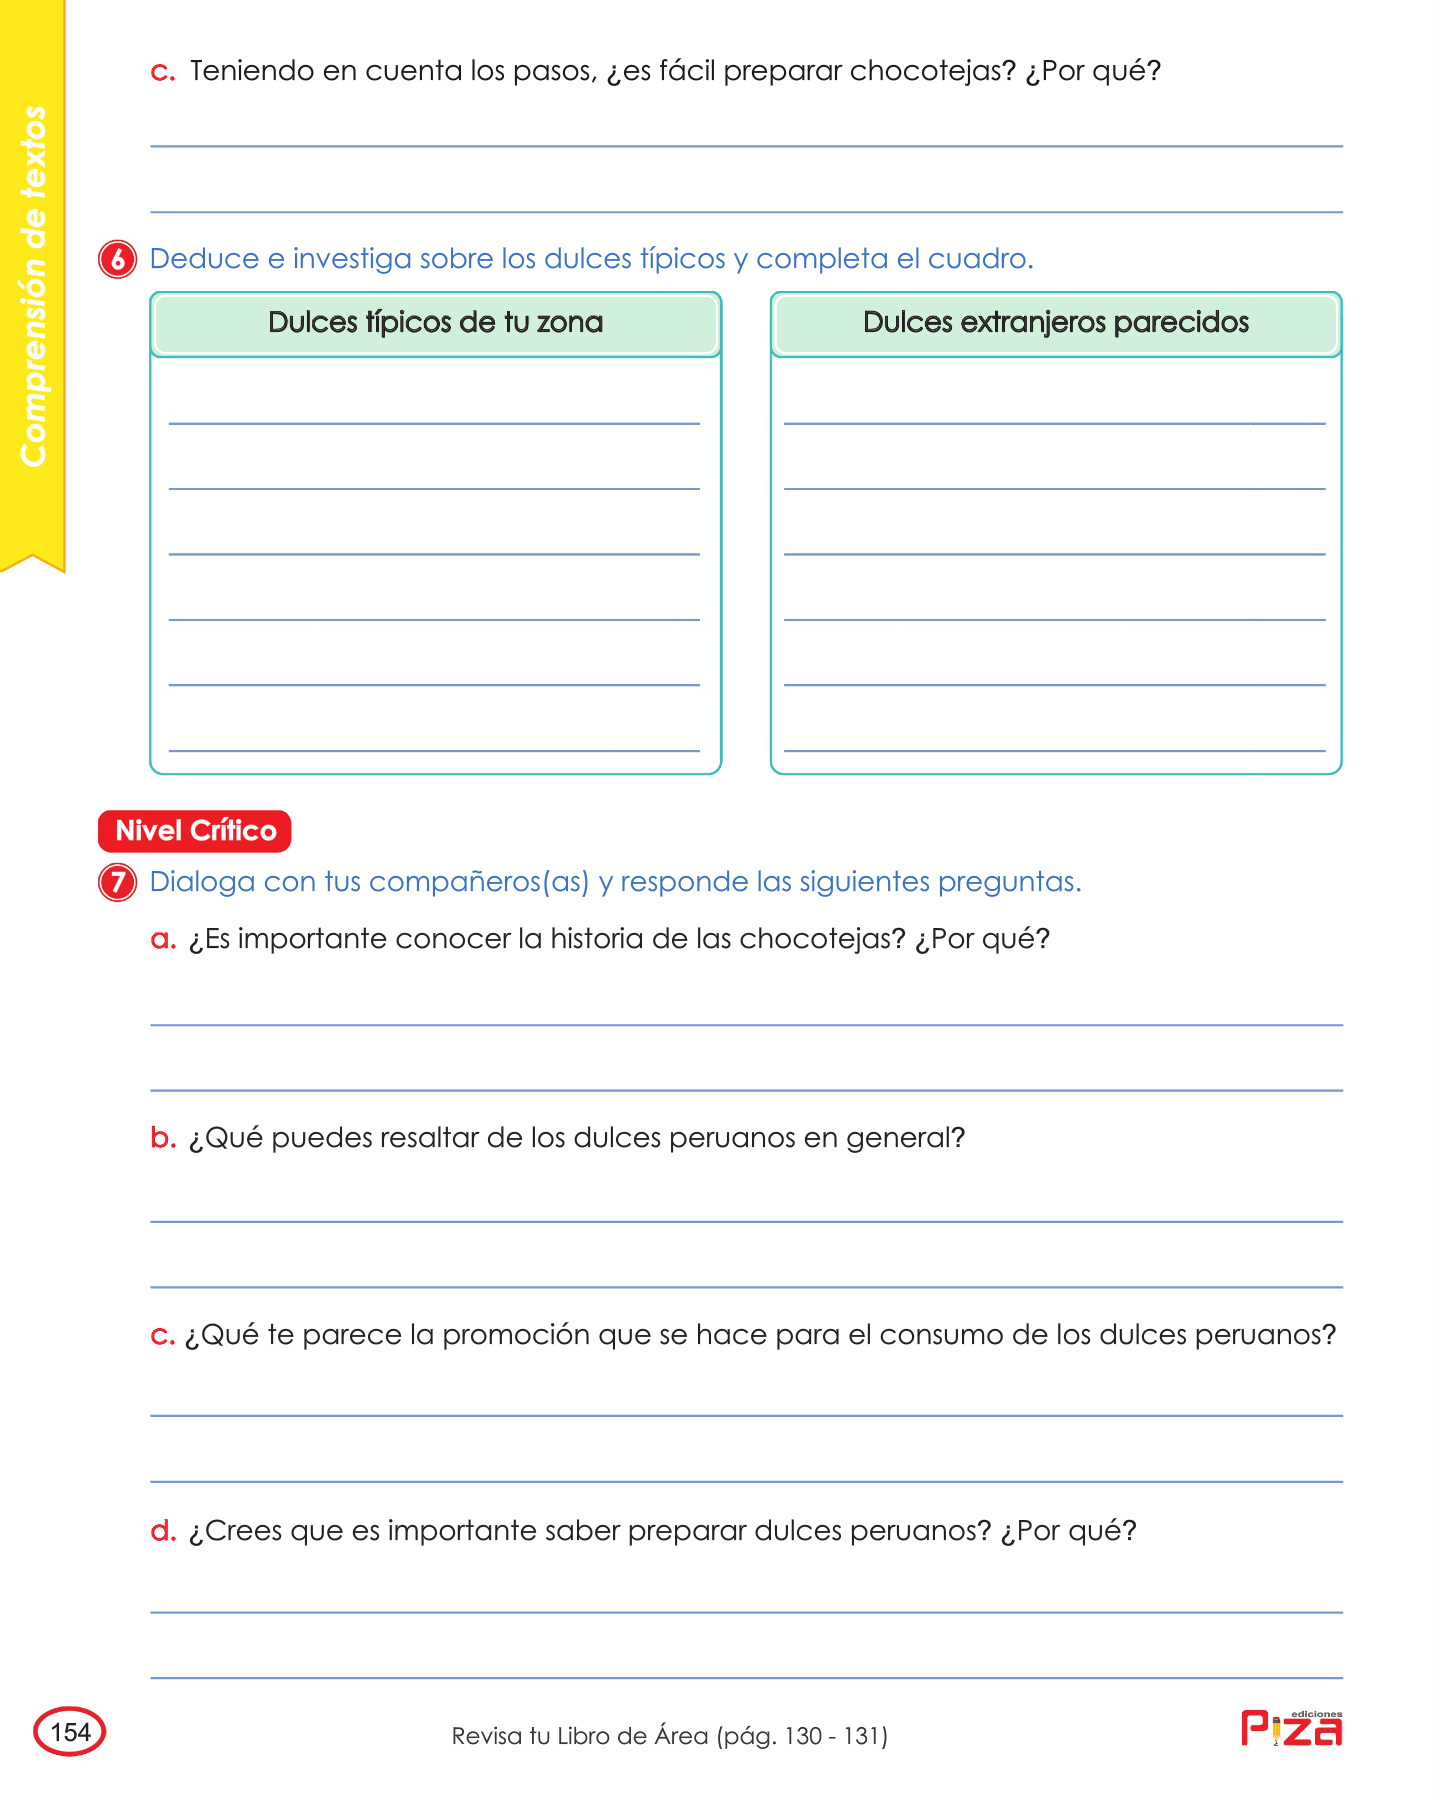 Comprensión de textos
c. Teniendo en cuenta los pasos, ¿es fácil preparar chocotejas? ¿Por qué?
6 Deduce e investiga sobre los dulces típicos y completa el cuadro.
Dulces típicos de tu zona
Dulces extranjeros parecidos
Nivel Crítico
7 Dialoga con tus compañeros(as) y responde las siguientes preguntas.
a. ¿Es importante conocer la historia de las chocotejas? ¿Por qué?
b. ¿Qué puedes resaltar de los dulces peruanos en general?
c. ¿Qué te parece la promoción que se hace para el consumo de los dulces peruanos?
d. ¿Crees que es importante saber preparar dulces peruanos? ¿Por qué?
154
Revisa tu Libro de Área (pág. 130 - 131)
ediciones
Piza